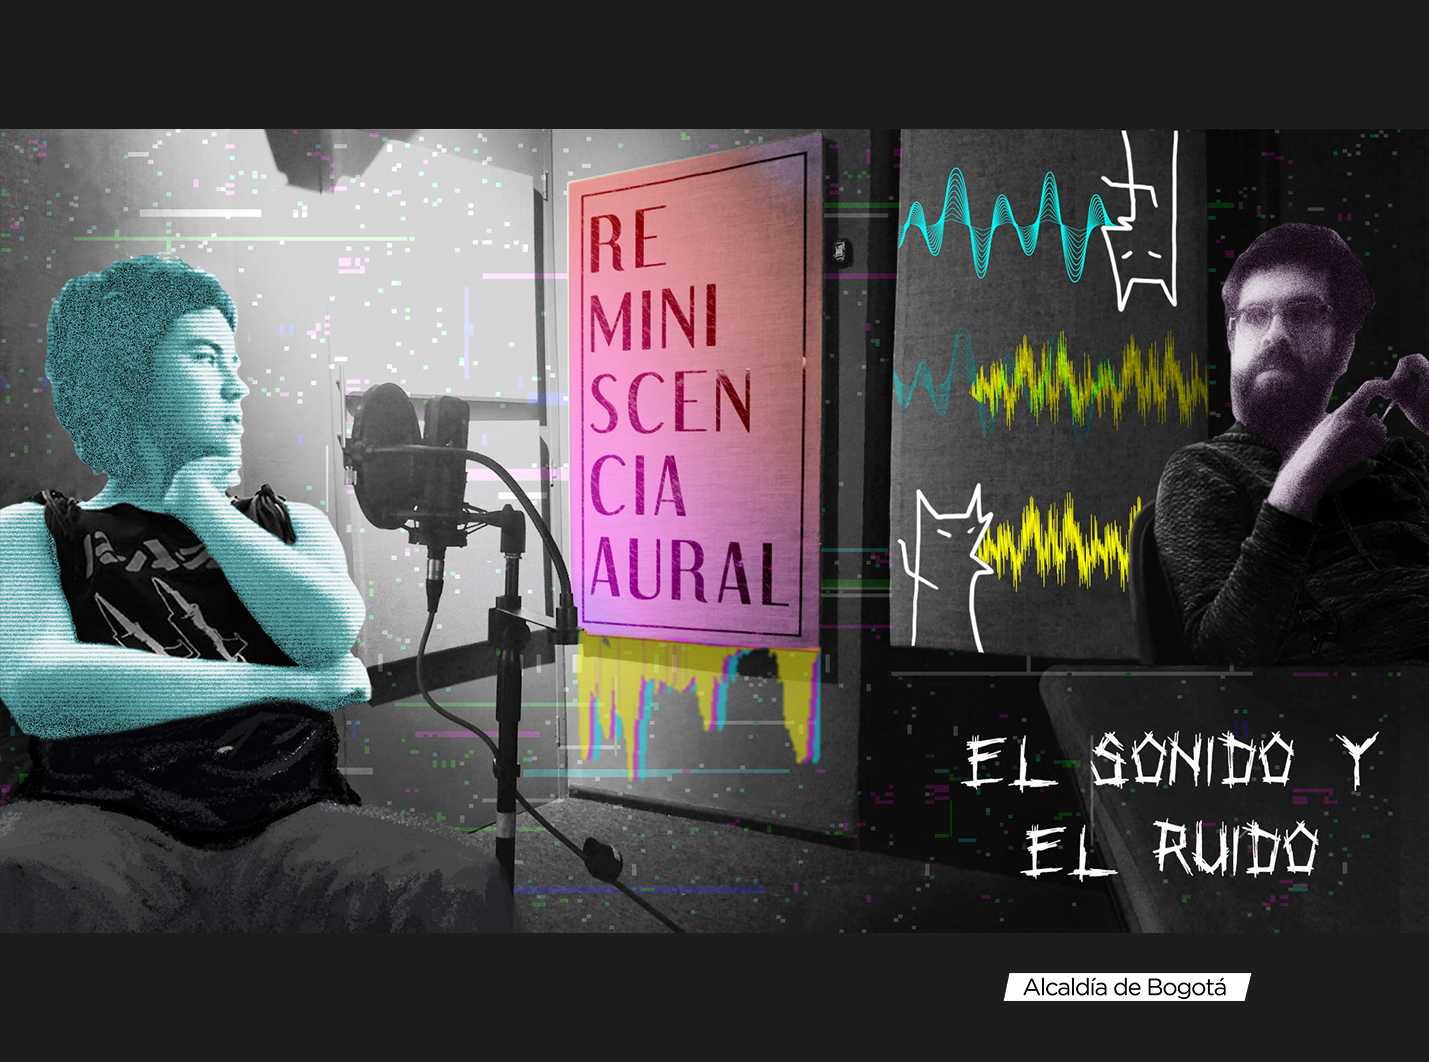 RE
MINI
SCEN
CIA
AURAL
EL SONIDO Y
EL RUIDO
Alcaldía de Bogotá